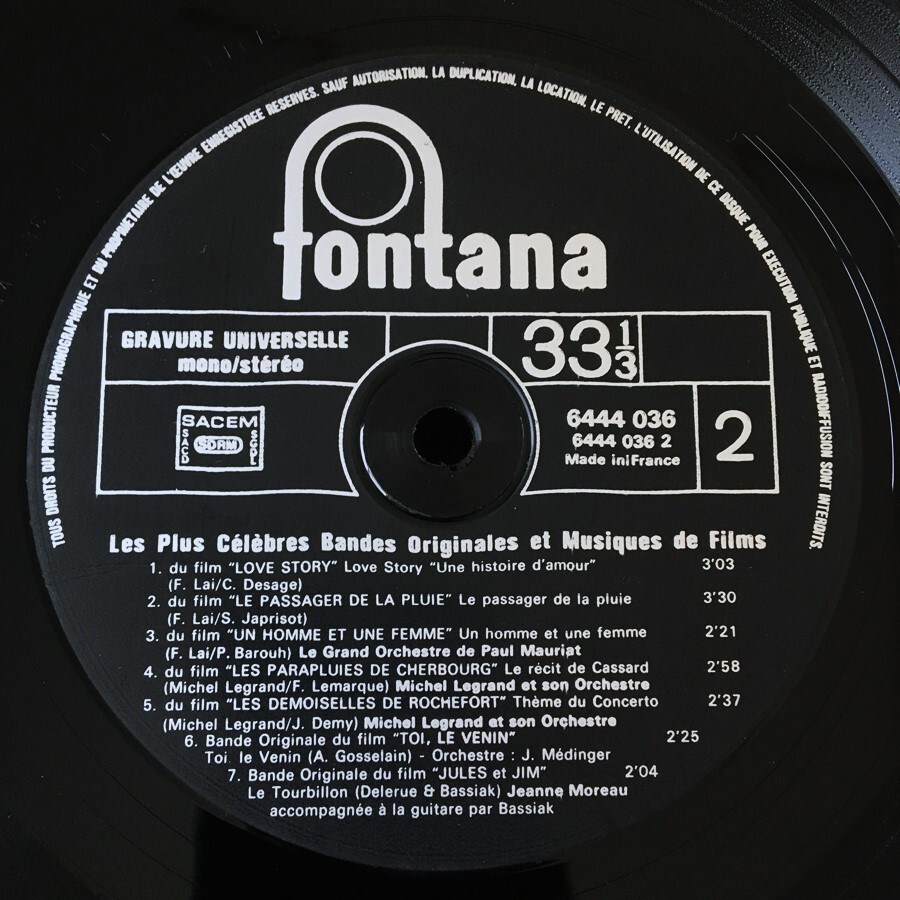 TOUS DROITS DU PRODUCTEUR PHONOGRAPHIQUE ET DU PROPRIETAIRE DE L'ŒUVRE ENREGISTREE RESERVES. SAUF AUTORISATION, LA DUPLICATION, LA LOCATION, LE PRET, L'UTILISATION DE CE DISQUE POUR EXECUTION PUBLIQUE ET RADIODIFFUSION SONT INTERDITS.
fontana
GRAVURE UNIVERSELLE
mono/stéréo
33 1/3
SACEM
SACD SDRM SGDL
6444 036
6444 036 2
Made in France
2
Les Plus Célèbres Bandes Originales et Musiques de Films
1. du film "LOVE STORY" Love Story "Une histoire d'amour" 3'03
(F. Lai/C. Desage)
2. du film "LE PASSAGER DE LA PLUIE" Le passager de la pluie 3'30
(F. Lai/S. Japrisot)
3. du film "UN HOMME ET UNE FEMME" Un homme et une femme 2'21
(F. Lai/P. Barouh) Le Grand Orchestre de Paul Mauriat
4. du film "LES PARAPLUIES DE CHERBOURG" Le récit de Cassard 2'58
(Michel Legrand/F. Lemarque) Michel Legrand et son Orchestre
5. du film "LES DEMOISELLES DE ROCHEFORT" Thème du Concerto 2'37
(Michel Legrand/J. Demy) Michel Legrand et son Orchestre
6. Bande Originale du film "TOI, LE VENIN" 2'25
Toi, le Venin (A. Gosselain) - Orchestre : J. Médinger
7. Bande Originale du film "JULES et JIM" 2'04
Le Tourbillon (Delerue & Bassiak) Jeanne Moreau
accompagnée à la guitare par Bassiak